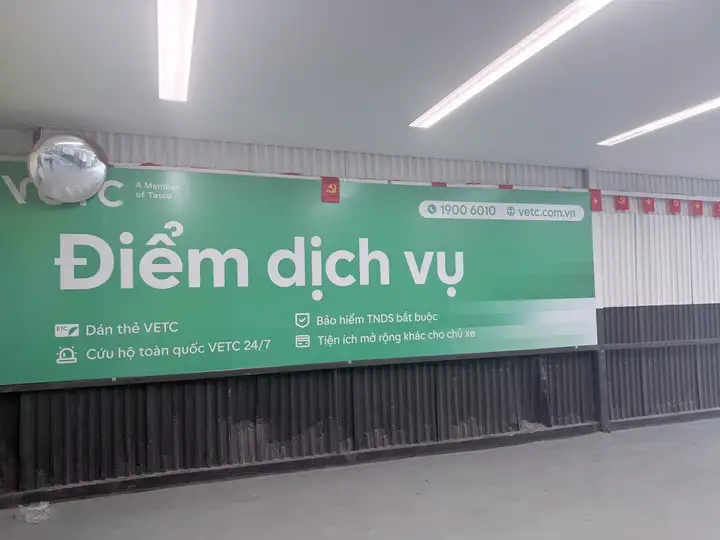 VETC A Member
of Tasco
1900 6010 vetc.com.vn
Điểm dịch vụ
ETC Dán thẻ VETC
Cứu hộ toàn quốc VETC 24/7
Bảo hiểm TNDS bắt buộc
Tiện ích mở rộng khác cho chủ xe